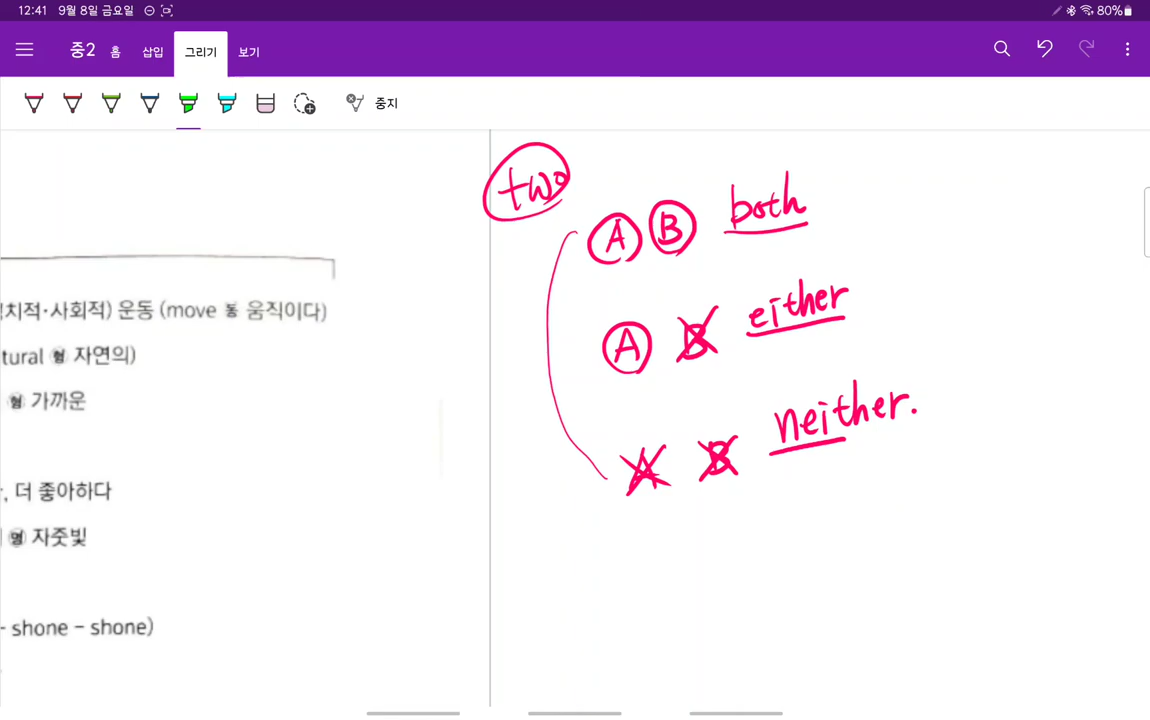 12:41 9월 8일 금요일 80%
중2 홈 삽입 그리기 보기
중지
two
A B both
A B either
A B neither.
치적·사회적) 운동 (move 동 움직이다)
tural 형 자연의)
형 가까운
, 더 좋아하다
명 자줏빛
- shone - shone)